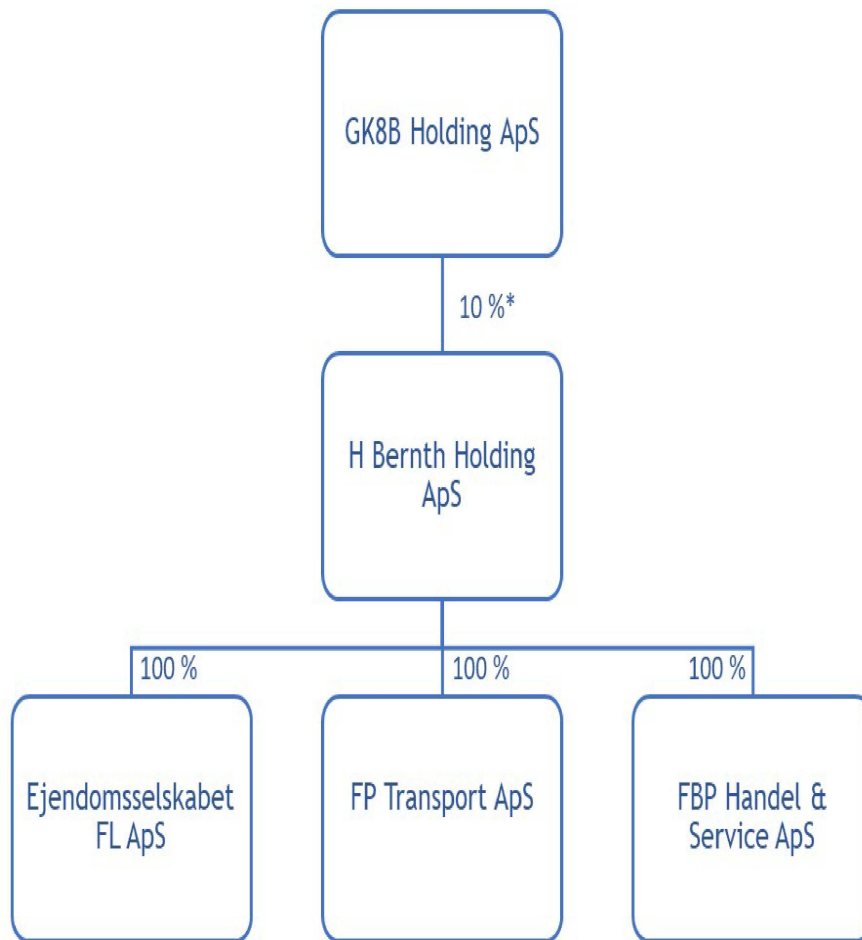 GK8B Holding ApS
10 %*
H Bernth Holding
ApS
100 %
100 %
100 %
Ejendomsselskabet
FL ApS
FP Transport ApS
FBP Handel &
Service ApS